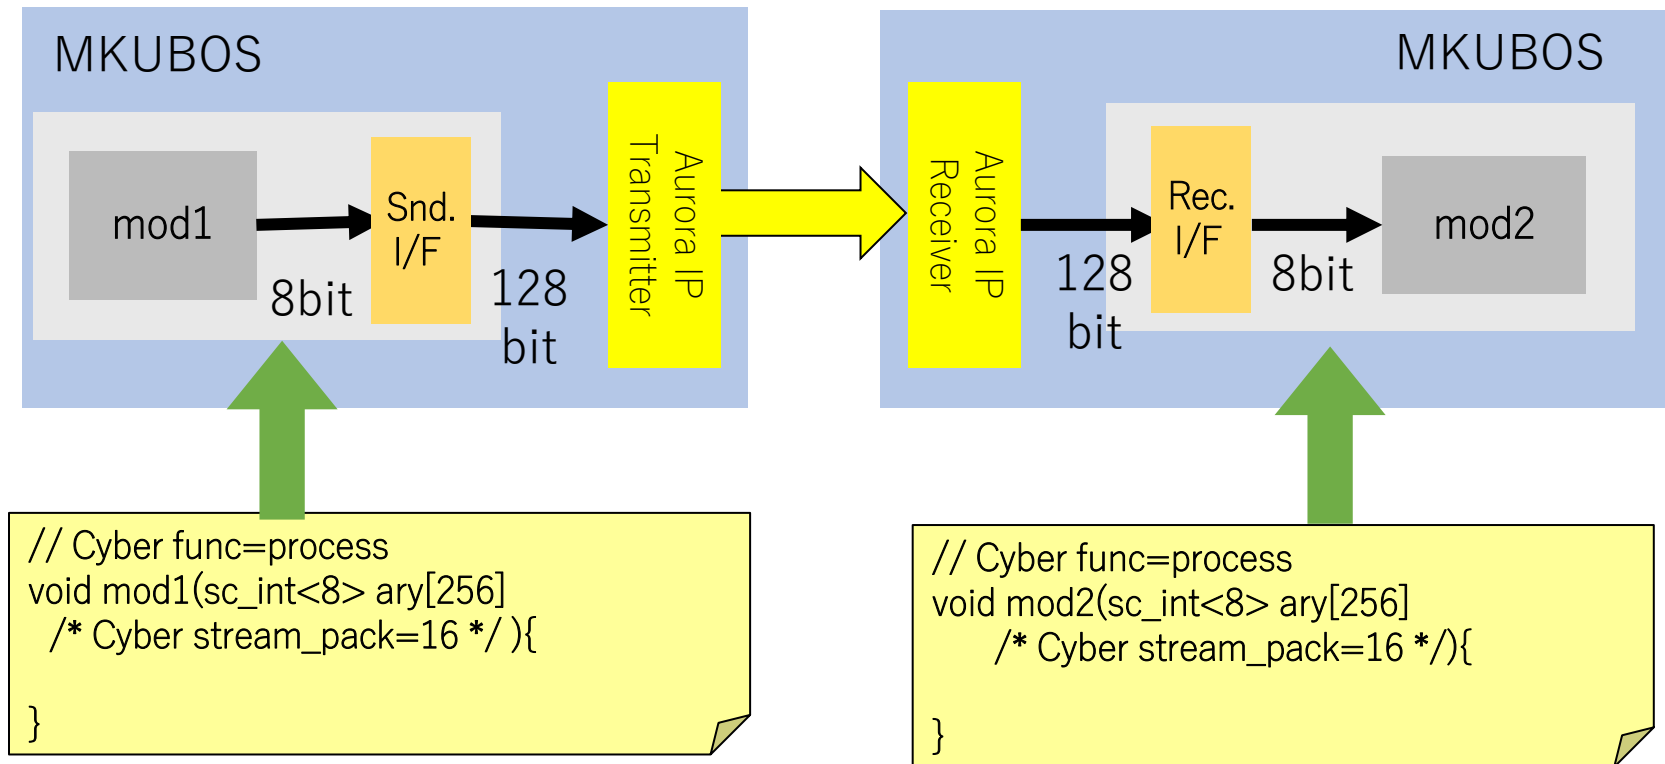 MKUBOS
mod1
8bit
Snd.
I/F
128
bit
Aurora IP
Transmitter
MKUBOS
Aurora IP
Receiver
128
bit
Rec.
I/F
8bit
mod2
// Cyber func=process
void mod1(sc_int<8> ary[256]
/* Cyber stream_pack=16 */ ){
}
// Cyber func=process
void mod2(sc_int<8> ary[256]
/* Cyber stream_pack=16 */){
}